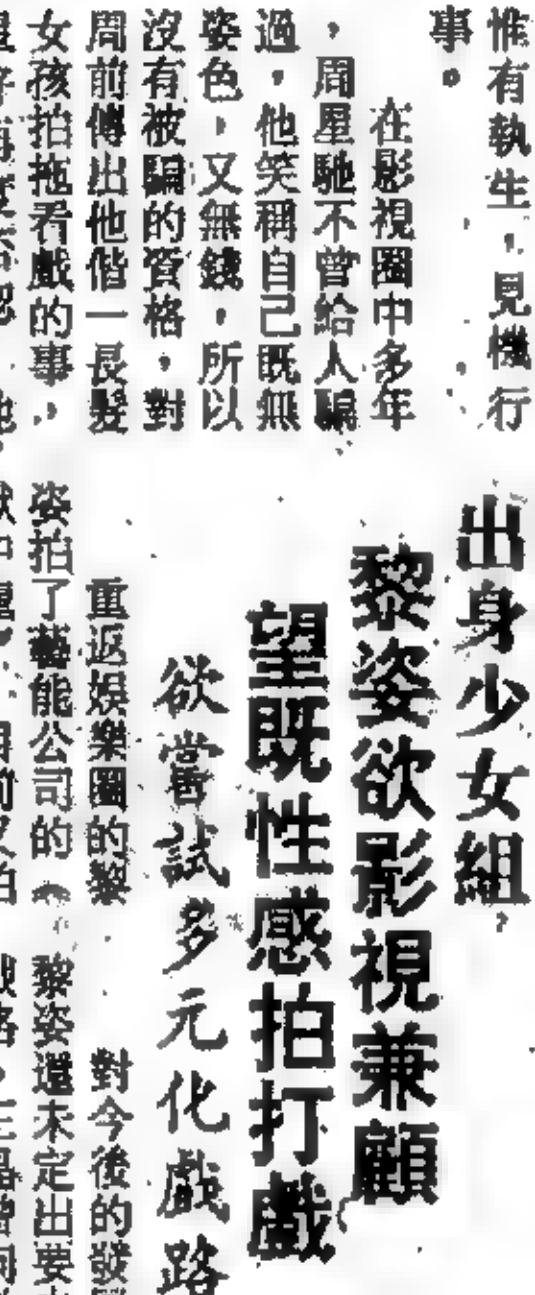 惟有執生，見機行
事。
在影視圈中多年
，周星馳不曾給人騙
過，他笑稱自己既無
姿色，又無錢，所以
沒有被騙的資格，對
周前傳出他偕一長髮
女孩拍拖看戲的事，
出身少女組
黎姿欲影視兼顧
望既性感拍打戲
欲嘗試多元化戲路
重返娛樂圈的黎
姿拍了藝能公司的《
對今後的發
黎姿還未定出要